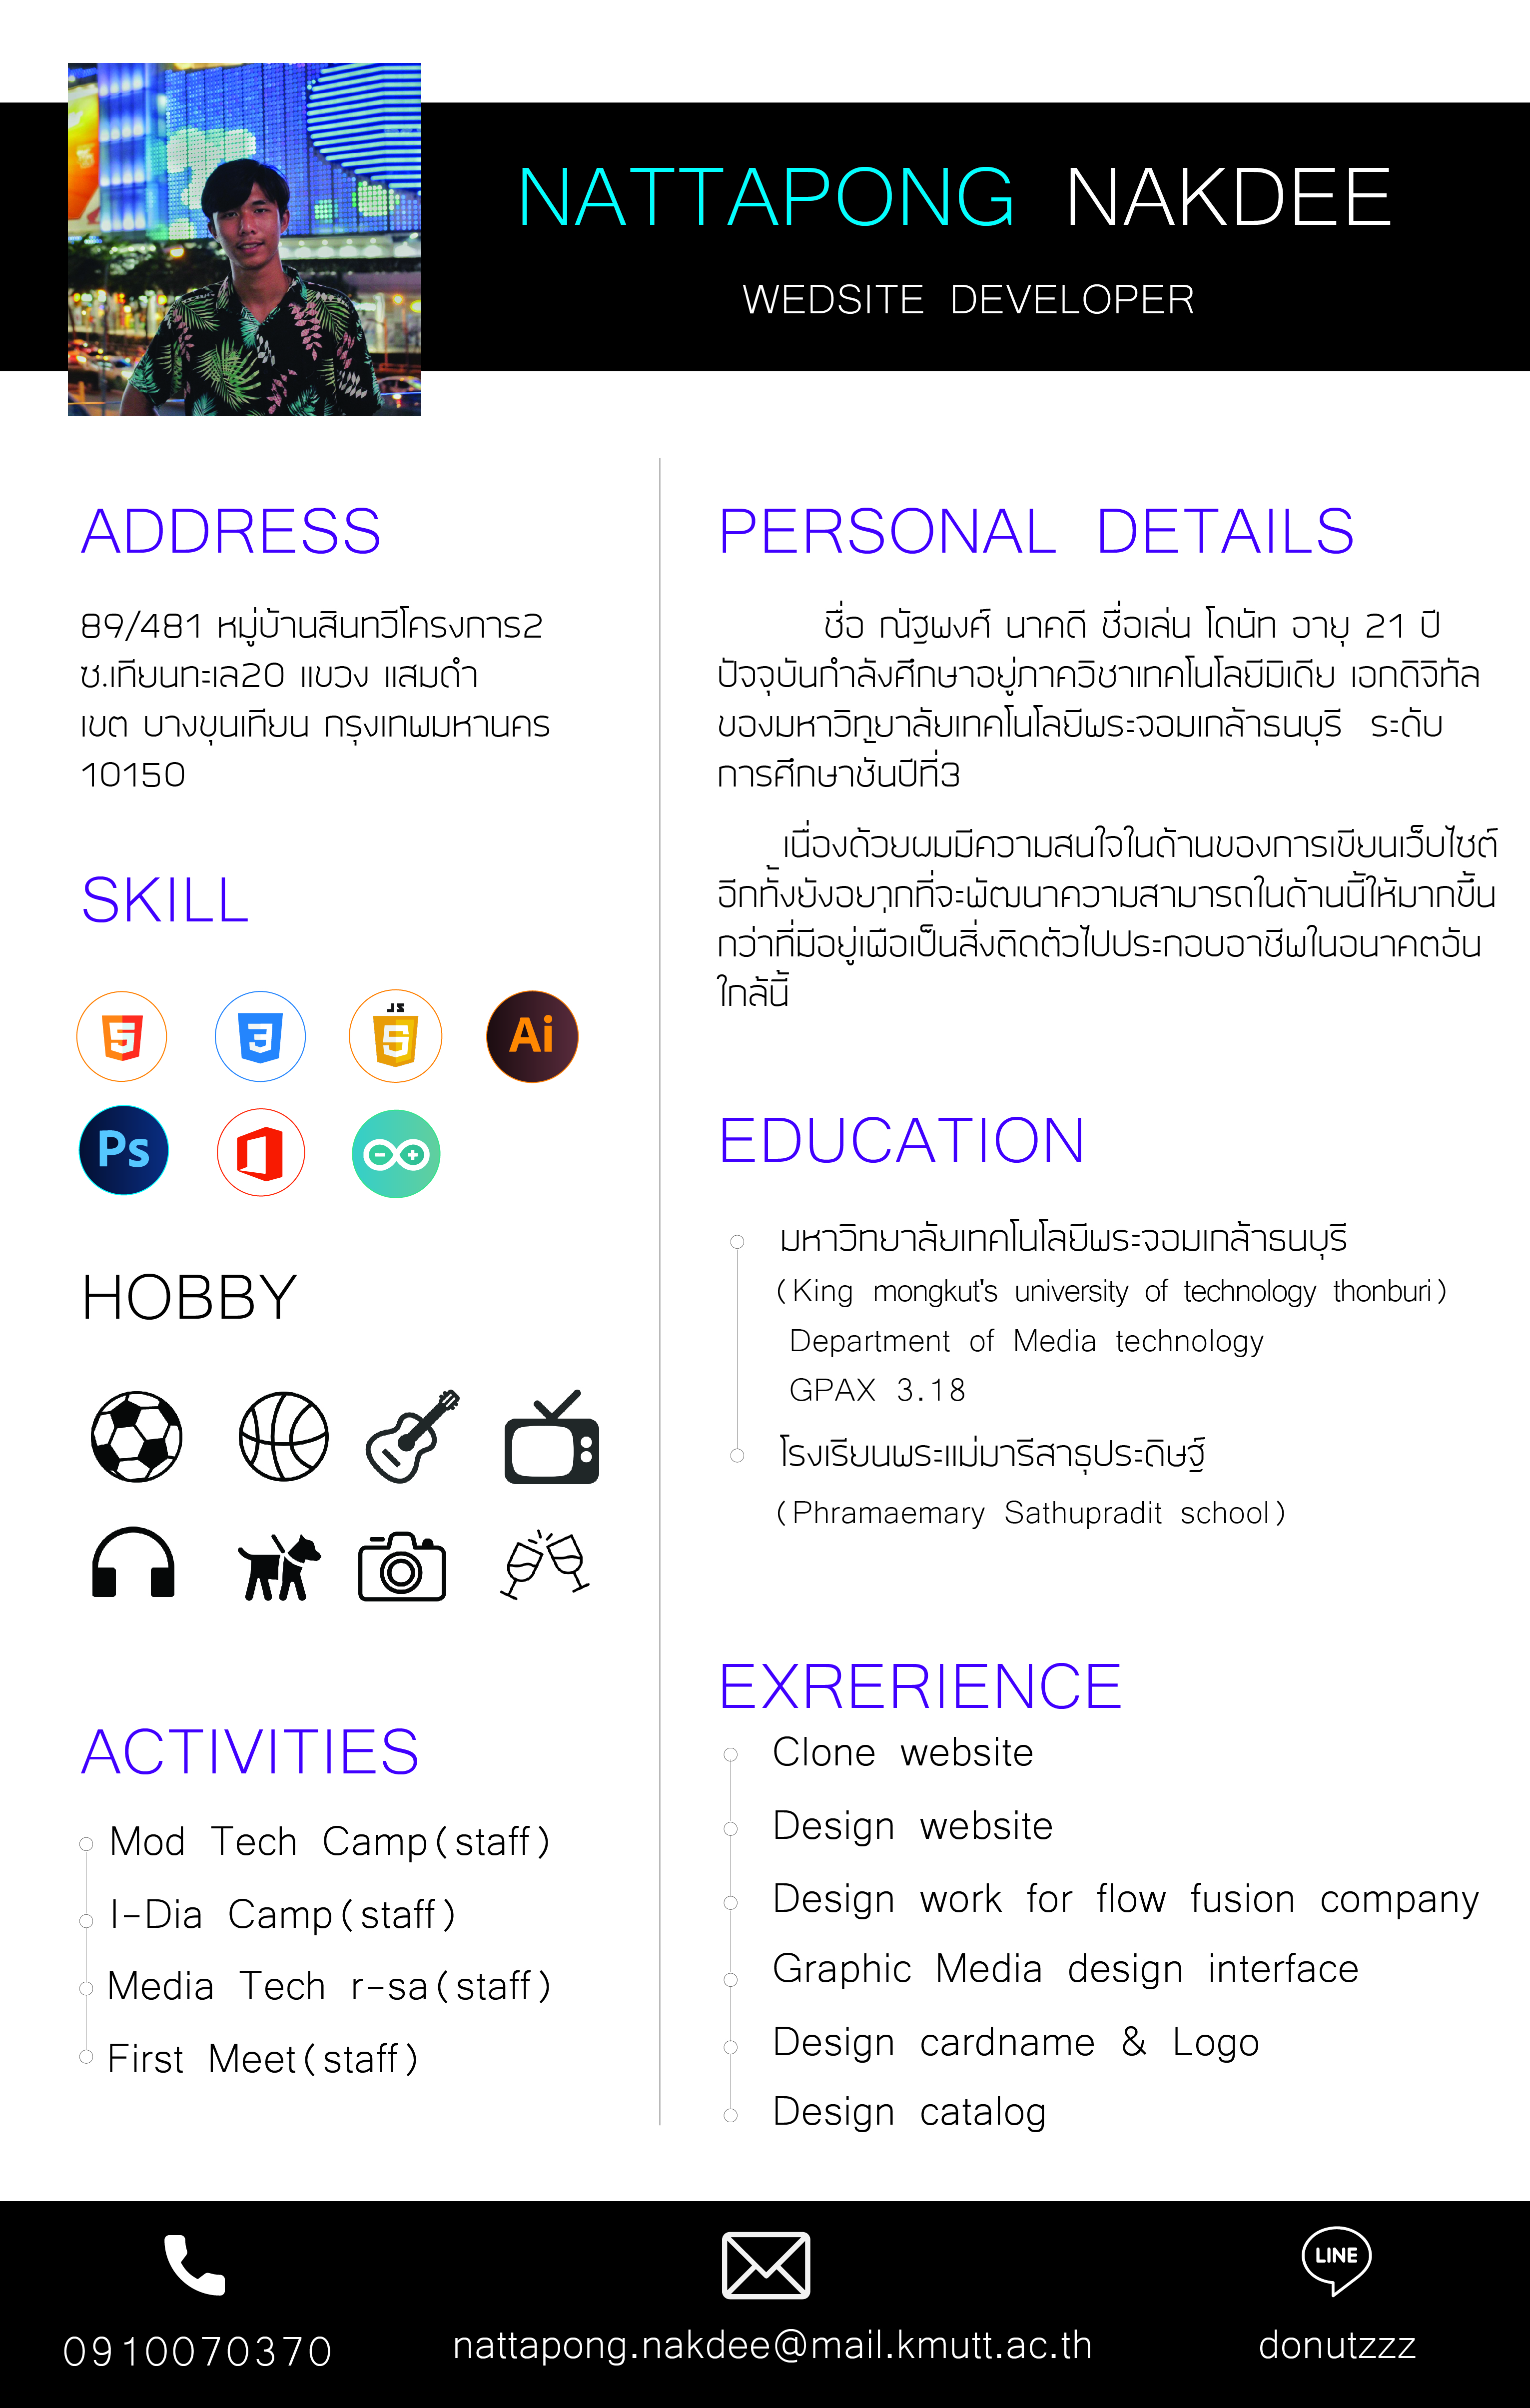 NATTAPONG NAKDEE
WEDSITE DEVELOPER
ADDRESS
89/481 หมู่บ้านสินทวีโครงการ2
ซ.เทียนทะเล20 แขวง แสมดำ
เขต บางขุนเทียน กรุงเทพมหานคร
10150
SKILL
5
3
JS
5
Ai
Ps
HOBBY
ACTIVITIES
Mod Tech Camp(staff)
I-Dia Camp(staff)
Media Tech r-sa(staff)
First Meet(staff)
PERSONAL DETAILS
ชื่อ ณัฐพงศ์ นาคดี ชื่อเล่น โดนัท อายุ 21 ปี
ปัจจุบันกำลังศึกษาอยู่ภาควิชาเทคโนโลยีมีเดีย เอกดิจิทัล
ของมหาวิทยาลัยเทคโนโลยีพระจอมเกล้าธนบุรี ระดับ
การศึกษาชั้นปีที่3
เนื่องด้วยผมมีความสนใจในด้านของการเขียนเว็บไซต์
อีกทั้งยังอยากที่จะพัฒนาความสามารถในด้านนี้ให้มากขึ้น
กว่าที่มีอยู่เพื่อเป็นสิ่งติดตัวไปประกอบอาชีพในอนาคตอัน
ใกล้นี้
EDUCATION
มหาวิทยาลัยเทคโนโลยีพระจอมเกล้าธนบุรี
(King mongkut's university of technology thonburi)
Department of Media technology
GPAX 3.18
โรงเรียนพระแม่มารีสาธุประดิษฐ์
(Phramaemary Sathupradit school)
EXRERIENCE
Clone website
Design website
Design work for flow fusion company
Graphic Media design interface
Design cardname & Logo
Design catalog
LINE
0910070370
nattapong.nakdee@mail.kmutt.ac.th
donutzzz